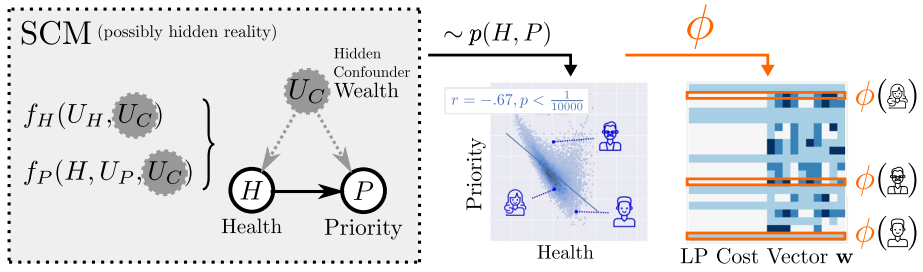 SCM (possibly hidden reality)
Hidden
Confounder
U_C Wealth
f_H(U_H, U_C)
f_P(H, U_P, U_C)
H
P
Health
Priority
∼ p(H, P)
r = −.67, p < 1/10000
Priority
Health
ϕ
ϕ( )
ϕ( )
ϕ( )
LP Cost Vector w